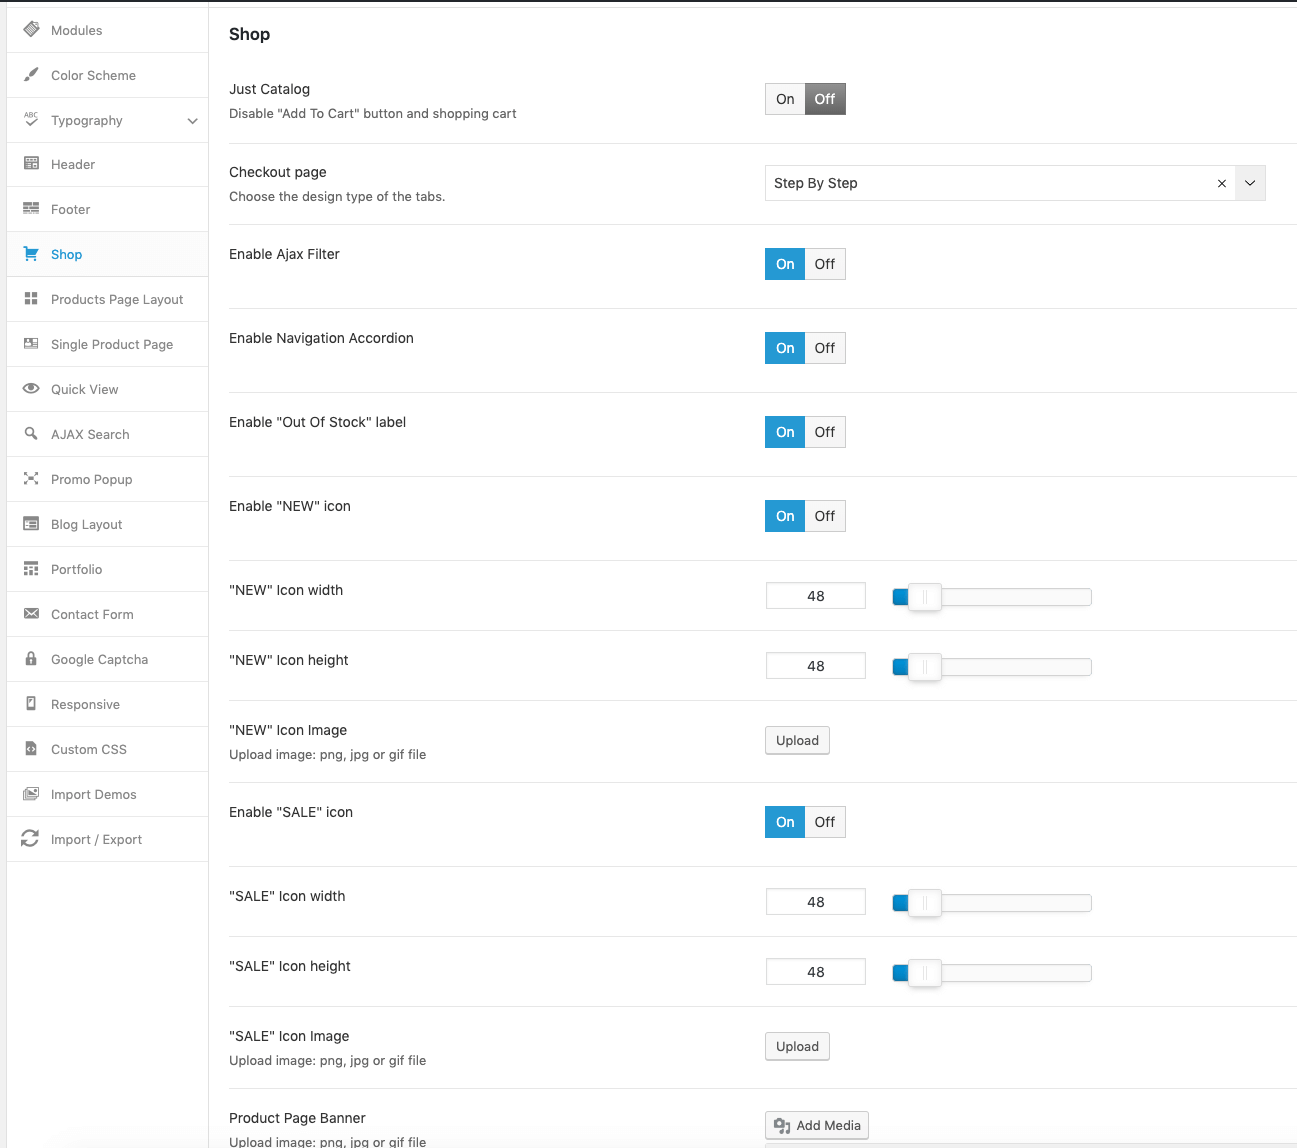 Modules
Color Scheme
ABC
Typography
Header
Footer
Shop
Products Page Layout
Single Product Page
Quick View
AJAX Search
Promo Popup
Blog Layout
Portfolio
Contact Form
Google Captcha
Responsive
Custom CSS
Import Demos
Import / Export
Shop
Just Catalog
Disable "Add To Cart" button and shopping cart
On Off
Checkout page
Choose the design type of the tabs.
Step By Step ×
Enable Ajax Filter
On Off
Enable Navigation Accordion
On Off
Enable "Out Of Stock" label
On Off
Enable "NEW" icon
On Off
"NEW" Icon width
48
"NEW" Icon height
48
"NEW" Icon Image
Upload image: png, jpg or gif file
Upload
Enable "SALE" icon
On Off
"SALE" Icon width
48
"SALE" Icon height
48
"SALE" Icon Image
Upload image: png, jpg or gif file
Upload
Product Page Banner
Upload image: png, jpg or gif file
Add Media